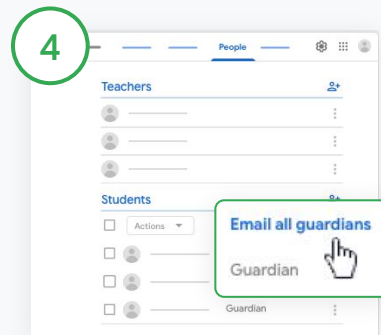 4
People
Teachers
Students
Actions
Email all guardians
Guardian
Guardian